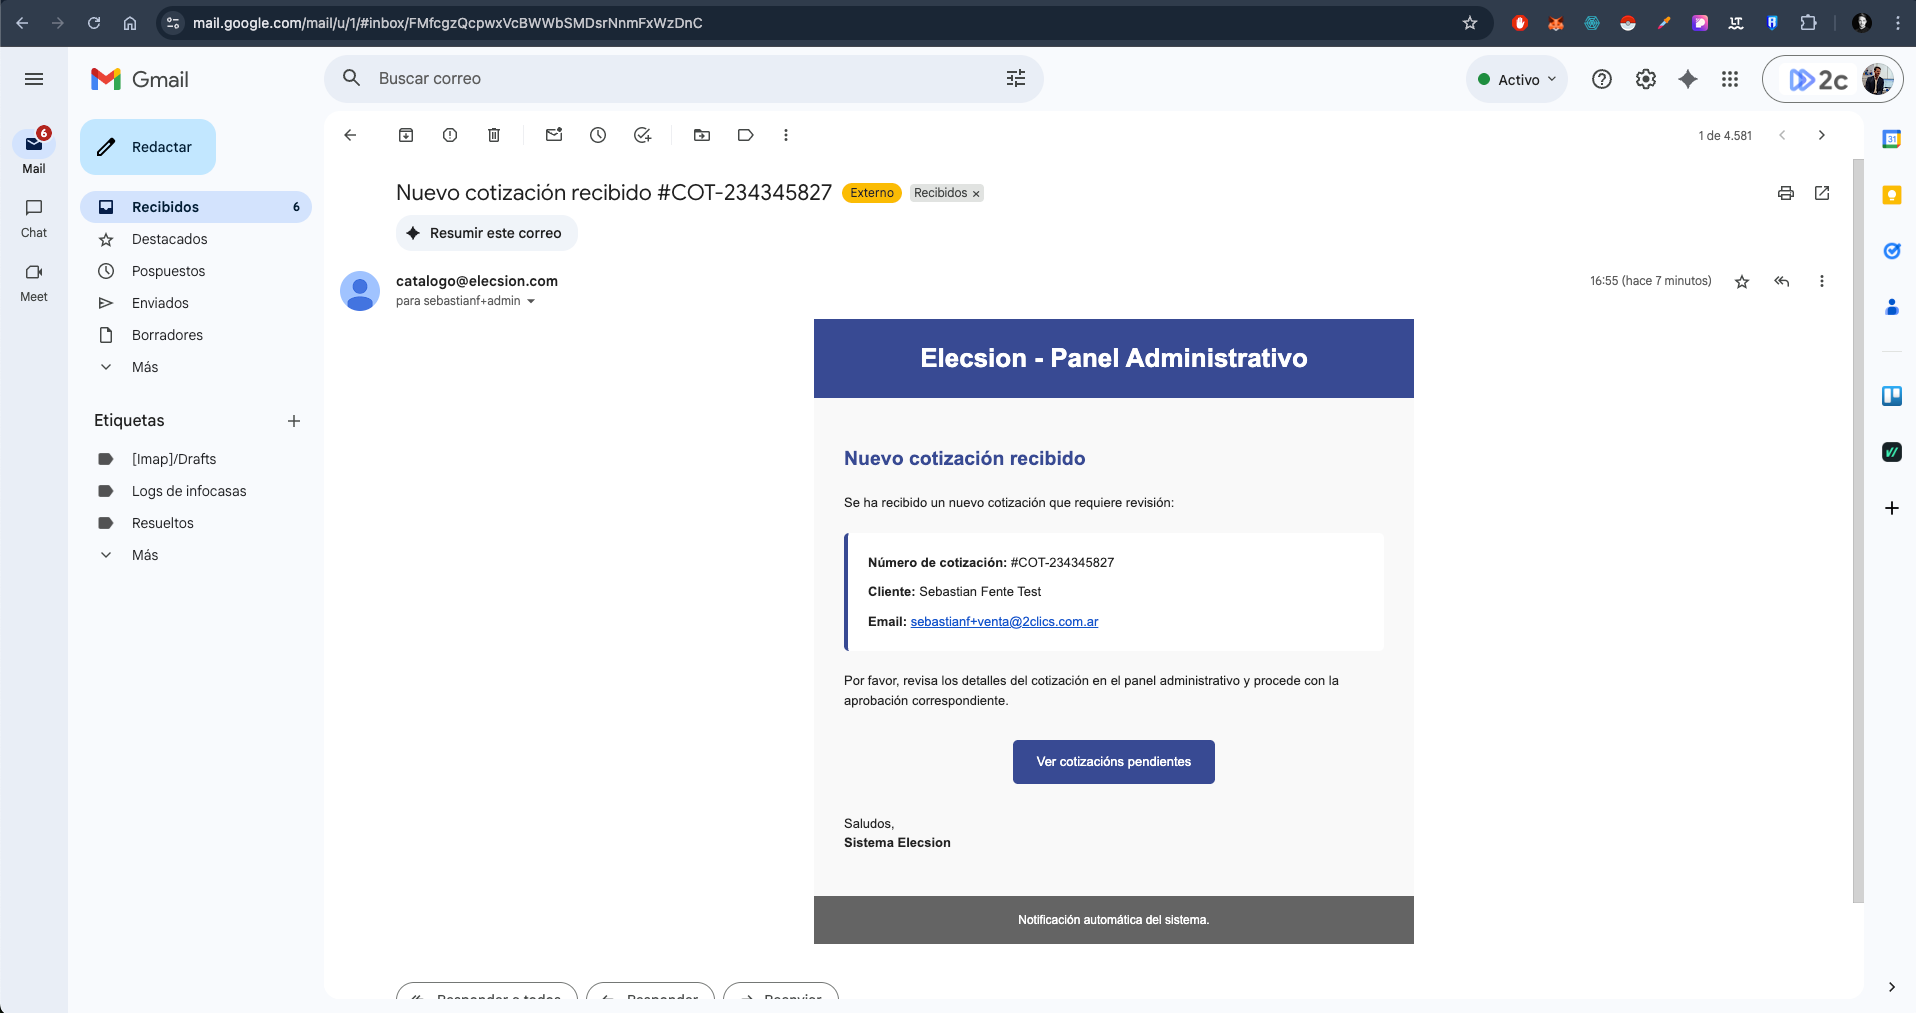 mail.google.com/mail/u/1/#inbox/FMfcgzQcpwxVcBWWbSMDsrNnmFxWzDnC
Gmail
Buscar correo
Activo
2c
6
Mail
Chat
Meet
Redactar
Recibidos 6
Destacados
Pospuestos
Enviados
Borradores
Más
Etiquetas
[Imap]/Drafts
Logs de infocasas
Resueltos
Más
1 de 4.581
Nuevo cotización recibido #COT-234345827 Externo Recibidos ×
Resumir este correo
catalogo@elecsion.com
16:55 (hace 7 minutos)
para sebastianf+admin
Elecsion - Panel Administrativo
Nuevo cotización recibido
Se ha recibido un nuevo cotización que requiere revisión:
Número de cotización: #COT-234345827
Cliente: Sebastian Fente Test
Email: sebastianf+venta@2clics.com.ar
Por favor, revisa los detalles del cotización en el panel administrativo y procede con la
aprobación correspondiente.
Ver cotizacións pendientes
Saludos,
Sistema Elecsion
Notificación automática del sistema.
Responder a todos
Responder
Reenviar
31